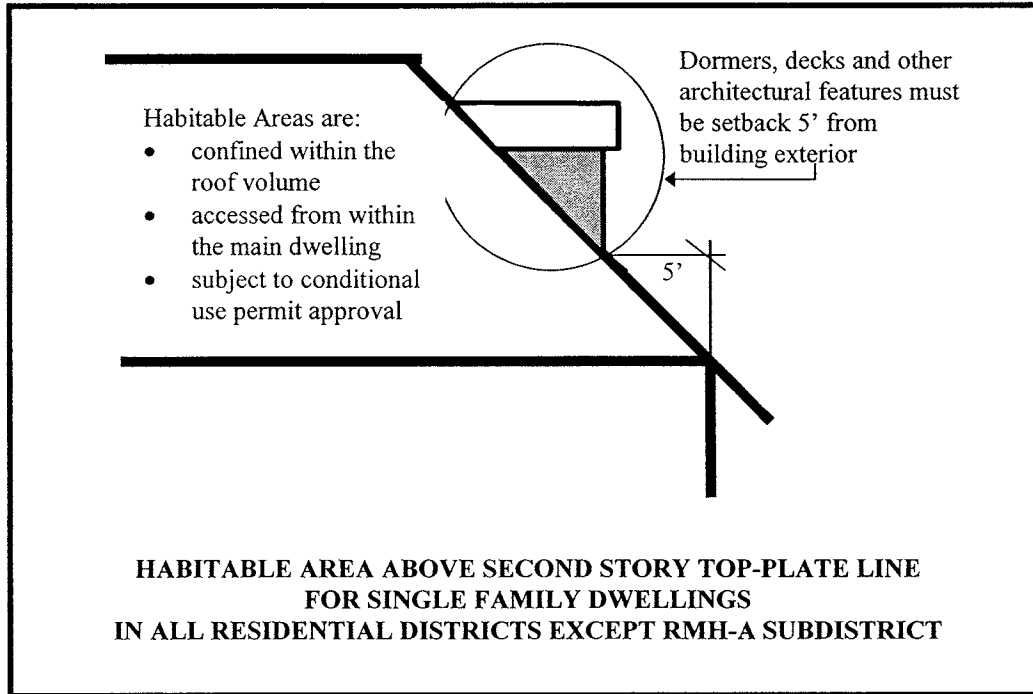 Habitable Areas are:
• confined within the
roof volume
• accessed from within
the main dwelling
• subject to conditional
use permit approval
Dormers, decks and other
architectural features must
be setback 5’ from
building exterior
5’
HABITABLE AREA ABOVE SECOND STORY TOP-PLATE LINE
FOR SINGLE FAMILY DWELLINGS
IN ALL RESIDENTIAL DISTRICTS EXCEPT RMH-A SUBDISTRICT